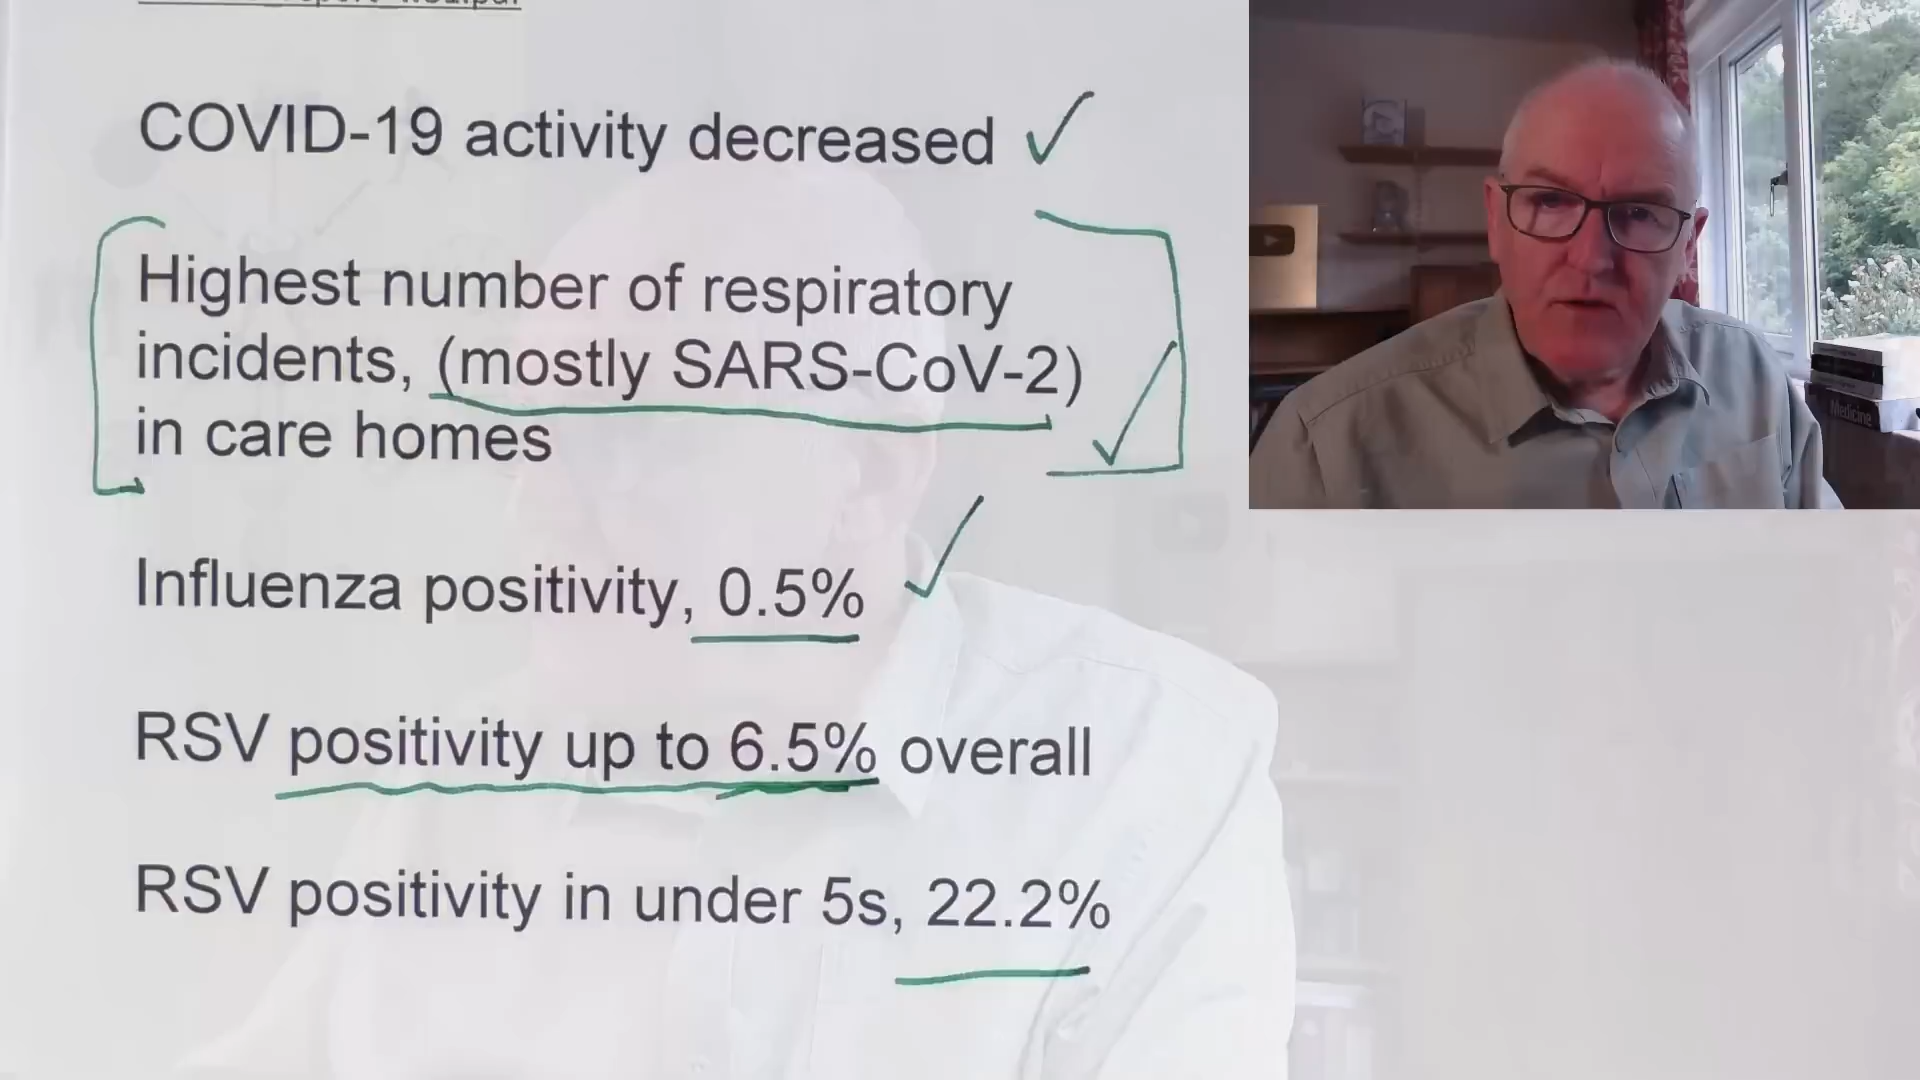 COVID-19 activity decreased
Highest number of respiratory
incidents, (mostly SARS-CoV-2)
in care homes
Influenza positivity, 0.5%
RSV positivity up to 6.5% overall
RSV positivity in under 5s, 22.2%
Medicine